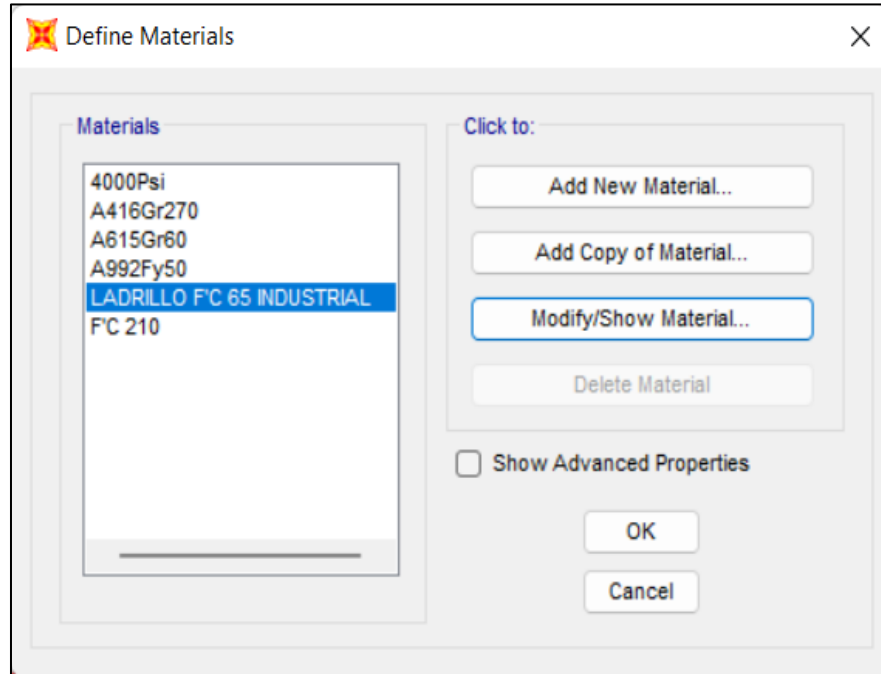 Define Materials
Materials
4000Psi
A416Gr270
A615Gr60
A992Fy50
LADRILLO F'C 65 INDUSTRIAL
F'C 210
Click to:
Add New Material...
Add Copy of Material...
Modify/Show Material...
Delete Material
Show Advanced Properties
OK
Cancel